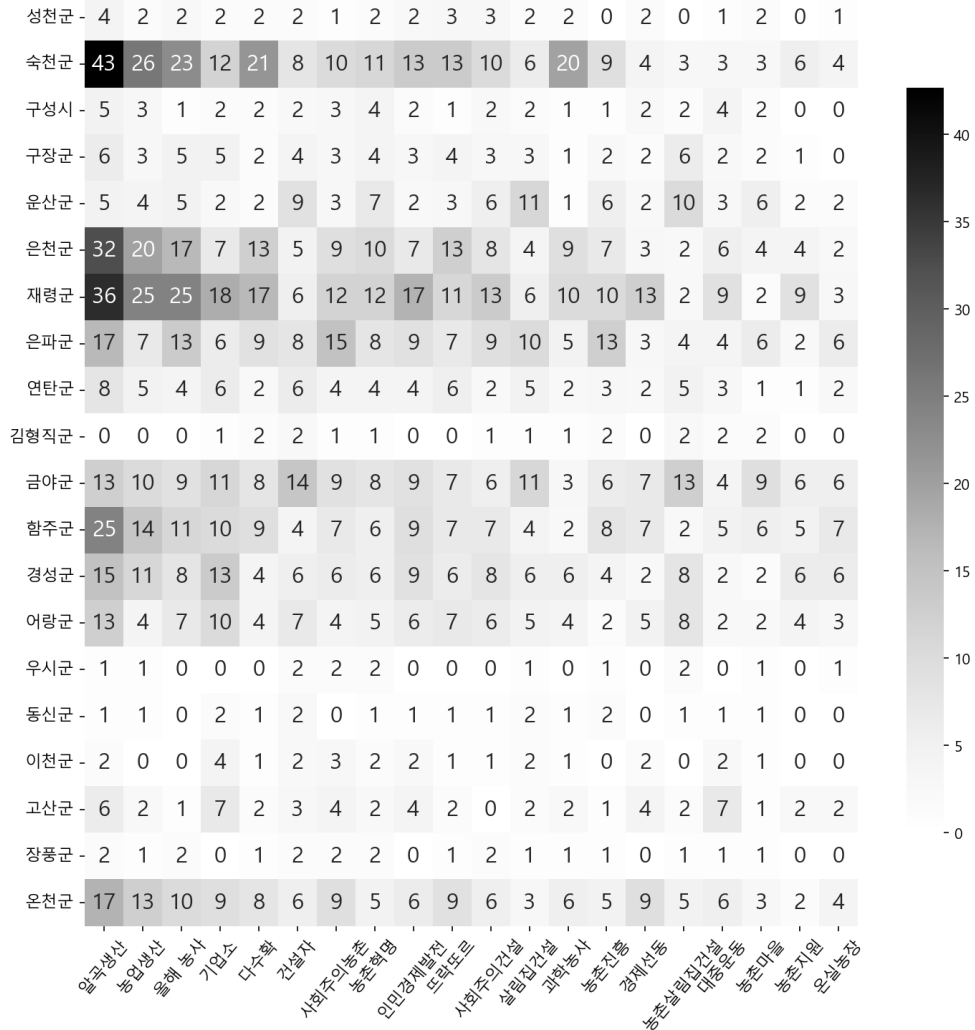 성천군 4 2 2 2 2 2 1 2 2 3 3 2 2 0 2 0 1 2 0 1
숙천군 43 26 23 12 21 8 10 11 13 13 10 6 20 9 4 3 3 3 6 4
구성시 5 3 1 2 2 2 3 4 2 1 2 2 1 1 2 2 4 2 0 0
구장군 6 3 5 5 2 4 3 4 3 4 3 3 1 2 2 6 2 2 1 0
운산군 5 4 5 2 2 9 3 7 2 3 6 11 1 6 2 10 3 6 2 2
은천군 32 20 17 7 13 5 9 10 7 13 8 4 9 7 3 2 6 4 4 2
재령군 36 25 25 18 17 6 12 12 17 11 13 6 10 10 13 2 9 2 9 3
은파군 17 7 13 6 9 8 15 8 9 7 9 10 5 13 3 4 4 6 2 6
연탄군 8 5 4 6 2 6 4 4 4 6 2 5 2 3 2 5 3 1 1 2
김형직군 0 0 0 1 2 2 1 1 0 0 1 1 1 2 0 2 2 2 0 0
금야군 13 10 9 11 8 14 9 8 9 7 6 11 3 6 7 13 4 9 6 6
함주군 25 14 11 10 9 4 7 6 9 7 7 4 2 8 7 2 5 6 5 7
경성군 15 11 8 13 4 6 6 6 9 6 8 6 6 4 2 8 2 2 6 6
어랑군 13 4 7 10 4 7 4 5 6 7 6 5 4 2 5 8 2 2 4 3
우시군 1 1 0 0 0 2 2 2 0 0 0 1 0 1 0 2 0 1 0 1
동신군 1 1 0 2 1 2 0 1 1 1 1 2 1 2 0 1 1 1 0 0
이천군 2 0 0 4 1 2 3 2 2 1 1 2 1 0 2 0 2 1 0 0
고산군 6 2 1 7 2 3 4 2 4 2 0 2 2 1 4 2 7 1 2 2
장풍군 2 1 2 0 1 2 2 2 0 1 2 1 1 1 0 1 1 1 0 0
온천군 17 13 10 9 8 6 9 5 6 9 6 3 6 5 9 5 6 3 2 4
알곡생산
농업생산
올해 농사
기업소
다수확
건설자
사회주의농촌
농촌혁명
인민경제발전
뜨락또르
사회주의건설
살림집건설
과학농사
농촌진흥
경제선동
농촌살림집건설
대중운동
농촌마을
농촌지원
온실농장
40
35
30
25
20
15
10
5
0